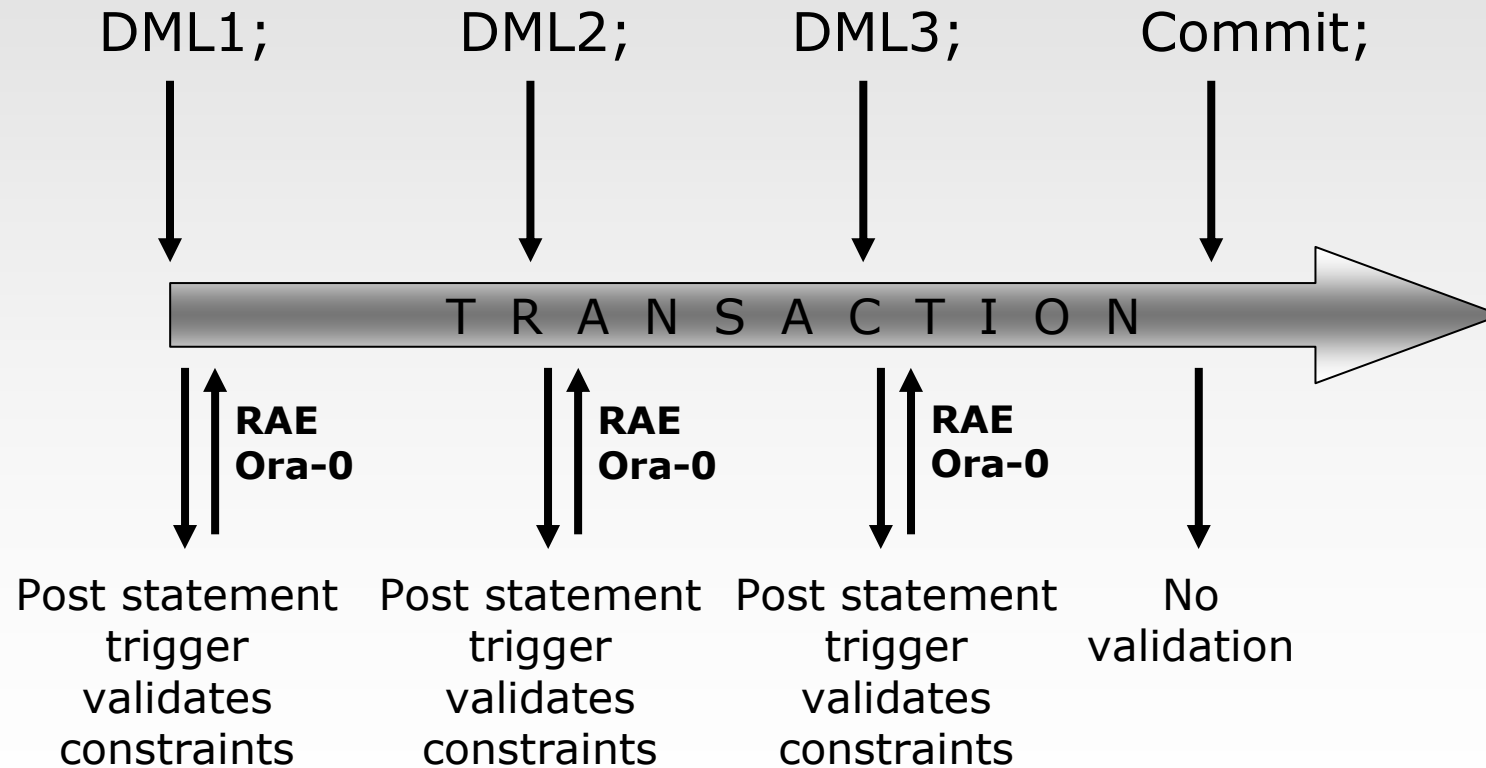 DML1;
DML2;
DML3;
Commit;
T R A N S A C T I O N
RAE
Ora-0
RAE
Ora-0
RAE
Ora-0
Post statement
trigger
validates
constraints
Post statement
trigger
validates
constraints
Post statement
trigger
validates
constraints
No
validation